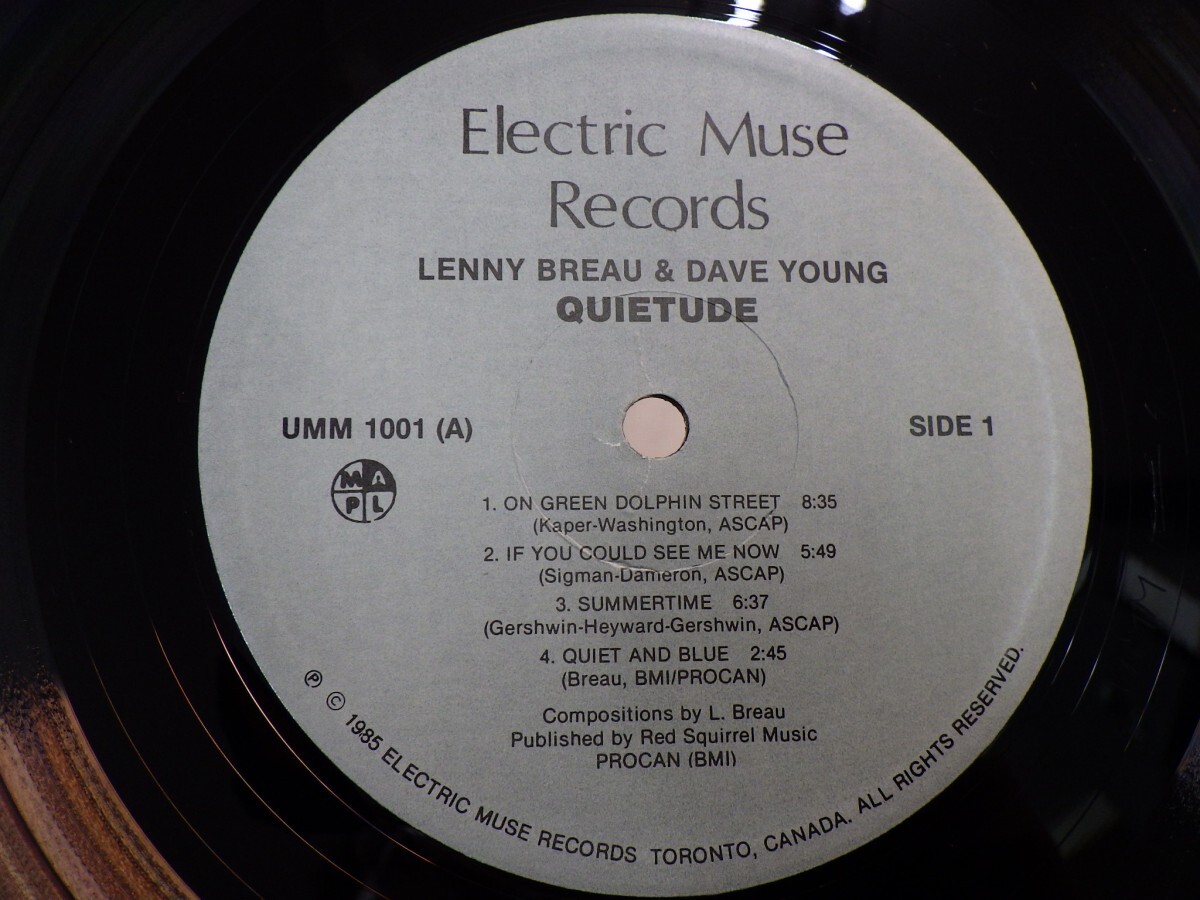 Electric Muse
Records
LENNY BREAU & DAVE YOUNG
QUIETUDE
UMM 1001 (A)
SIDE 1
MAPL
1. ON GREEN DOLPHIN STREET 8:35
(Kaper-Washington, ASCAP)
2. IF YOU COULD SEE ME NOW 5:49
(Sigman-Dameron, ASCAP)
3. SUMMERTIME 6:37
(Gershwin-Heyward-Gershwin, ASCAP)
4. QUIET AND BLUE 2:45
(Breau, BMI/PROCAN)
Compositions by L. Breau
Published by Red Squirrel Music
PROCAN (BMI)
℗ © 1985 ELECTRIC MUSE RECORDS TORONTO, CANADA. ALL RIGHTS RESERVED.